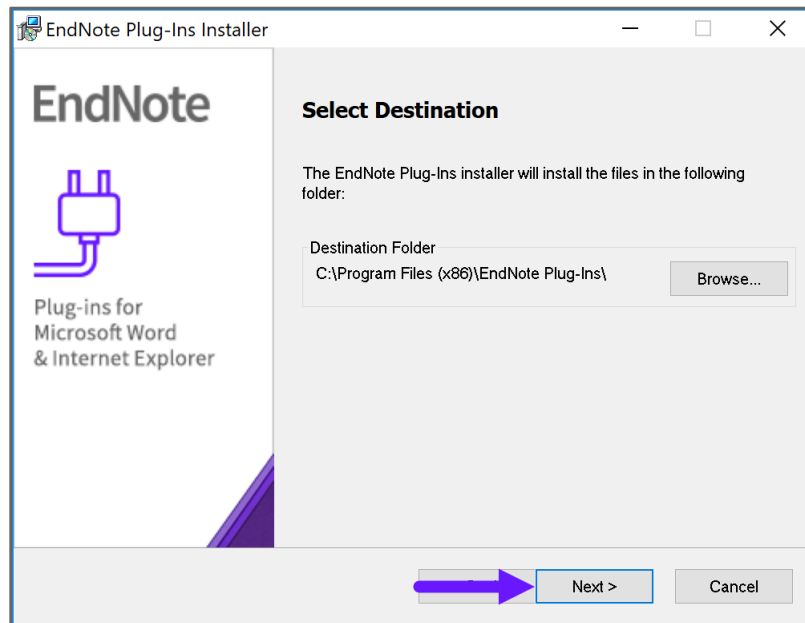 EndNote Plug-Ins Installer
EndNote
Plug-ins for
Microsoft Word
& Internet Explorer
Select Destination
The EndNote Plug-Ins installer will install the files in the following
folder:
Destination Folder
C:\Program Files (x86)\EndNote Plug-Ins\
Browse...
Next >
Cancel